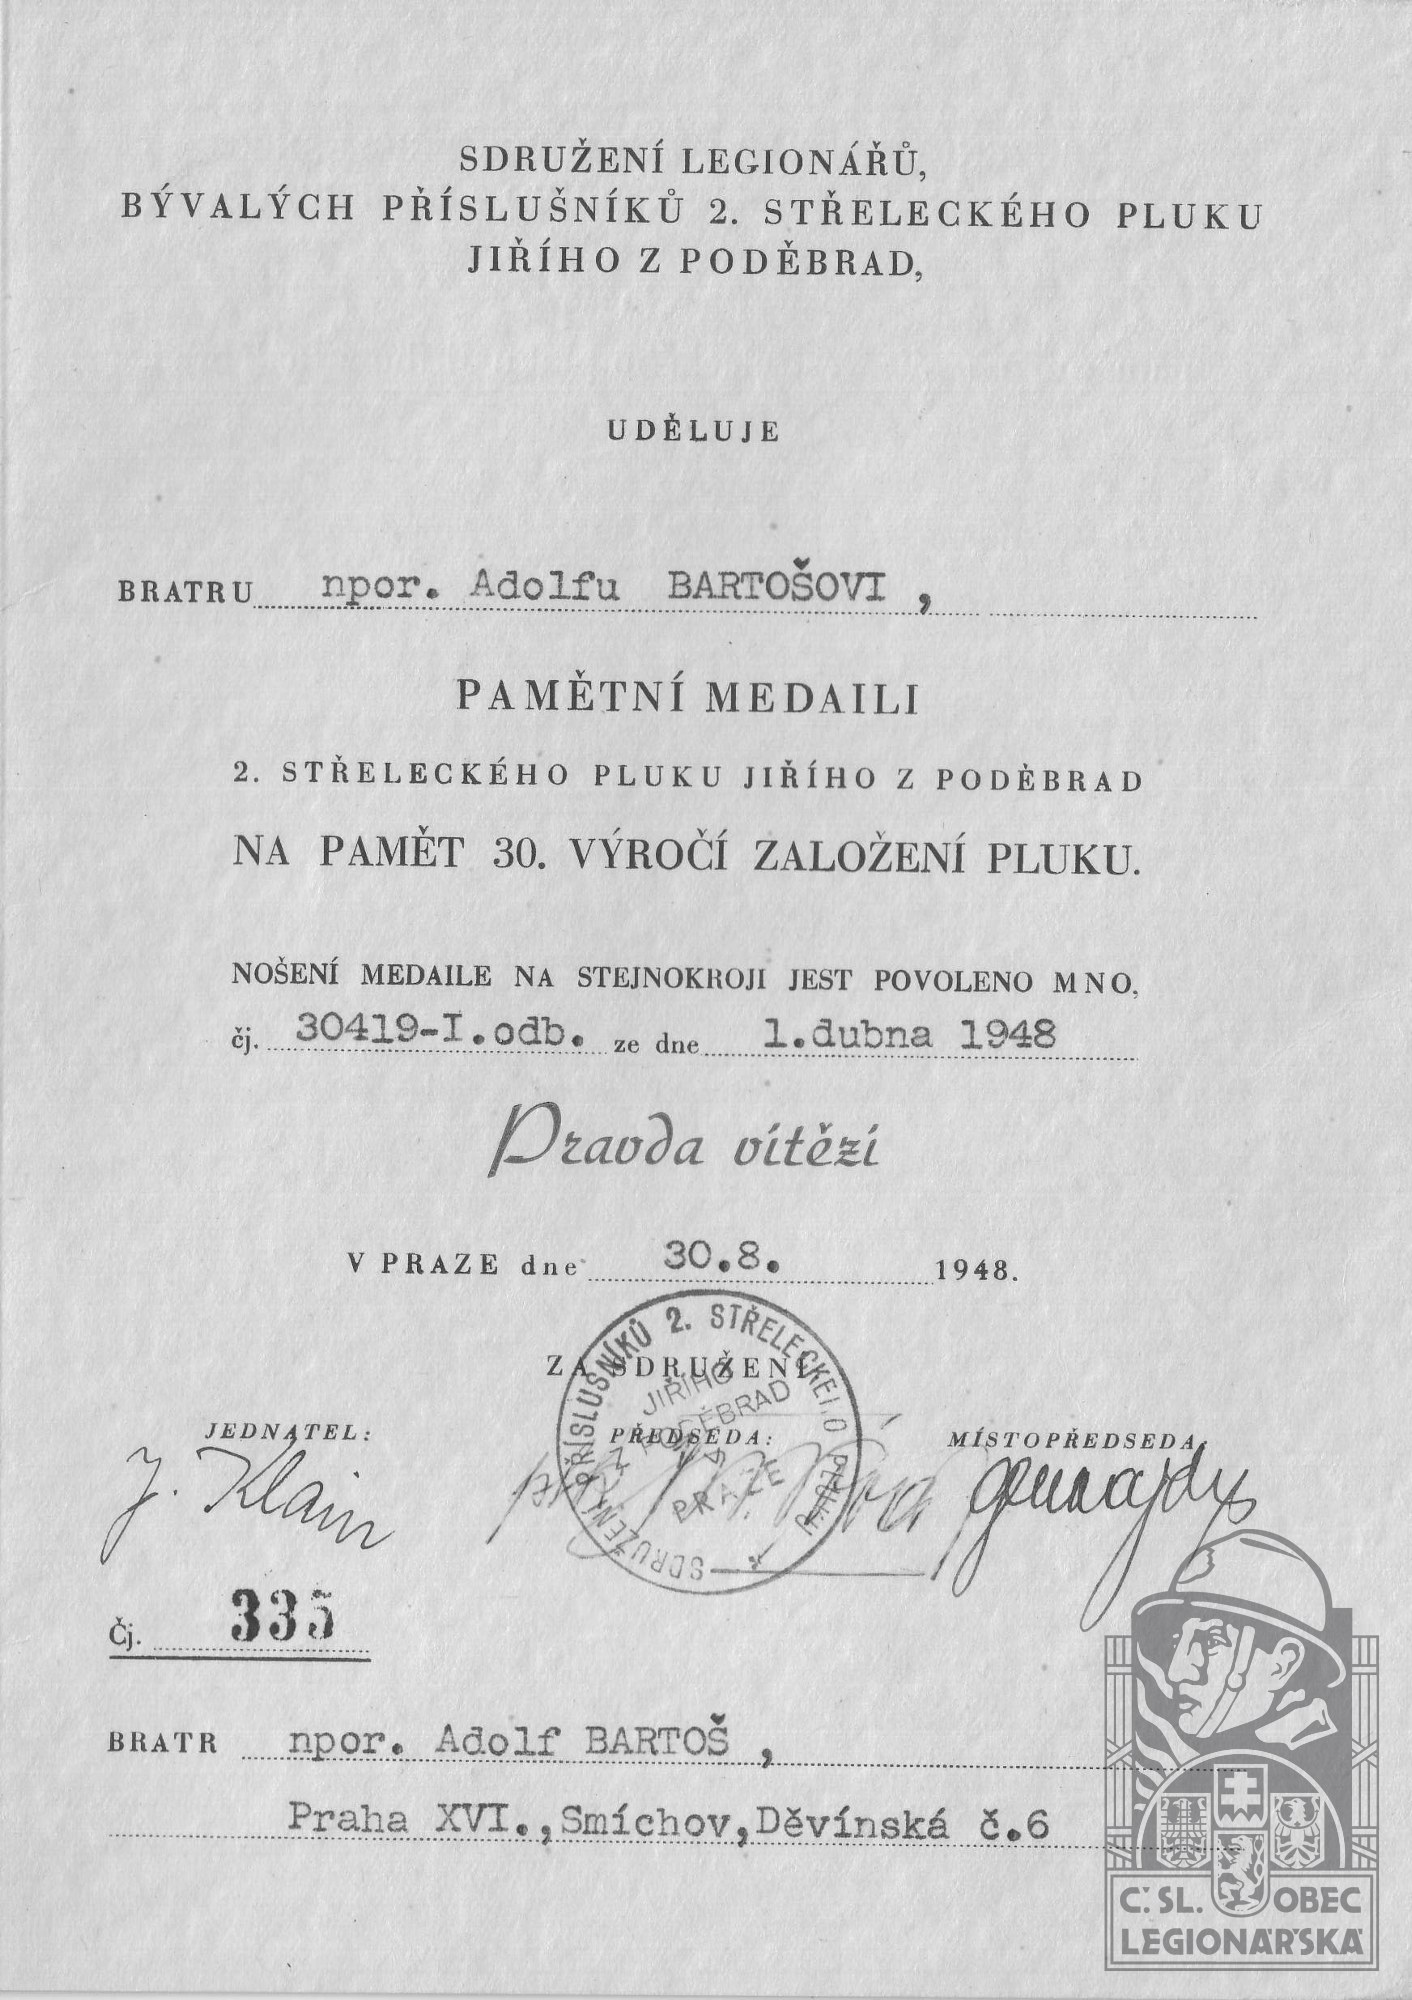 SDRUŽENÍ LEGIONÁŘŮ,
BÝVALÝCH PŘÍSLUŠNÍKŮ 2. STŘELECKÉHO PLUKU
JIŘÍHO Z PODĚBRAD,
UDĚLUJE
BRATRU npor. Adolfu BARTOŠOVI ,
PAMĚTNÍ MEDAILI
2. STŘELECKÉHO PLUKU JIŘÍHO Z PODĚBRAD
NA PAMĚT 30. VÝROČÍ ZALOŽENÍ PLUKU.
NOŠENÍ MEDAILE NA STEJNOKROJI JEST POVOLENO MNO,
čj. 30419-I.odb. ze dne 1.dubna 1948
Pravda vítězí
V PRAZE dne 30.8. 1948.
ZA SDRUŽENÍ
SDRUŽENÍ PŘÍSLUŠNÍKŮ 2. STŘELECKÉHO PLUKU
JIŘÍHO
Z PODĚBRAD
V
PRAZE
JEDNATEL: PŘEDSEDA: MÍSTOPŘEDSEDA:
J. Klain
Čj. 335
BRATR npor. Adolf BARTOŠ ,
Praha XVI.,Smíchov,Děvínská č.6
Č.SL. OBEC
LEGIONÁŘSKÁ